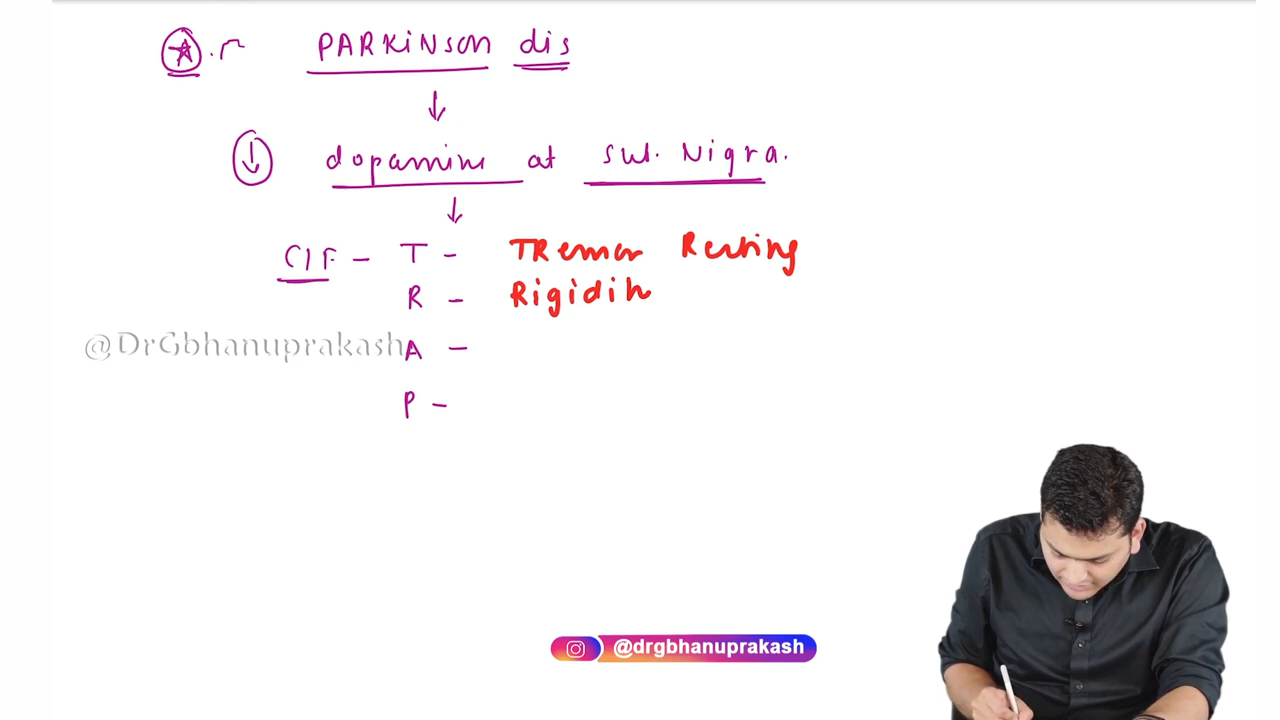 PARKINSON dis
↓
↓ dopamine at sub. Nigra.
↓
C/F - T - TRemor Resting
R - Rigidity
@DrGbhanuprakash
A -
P -
@drgbhanuprakash